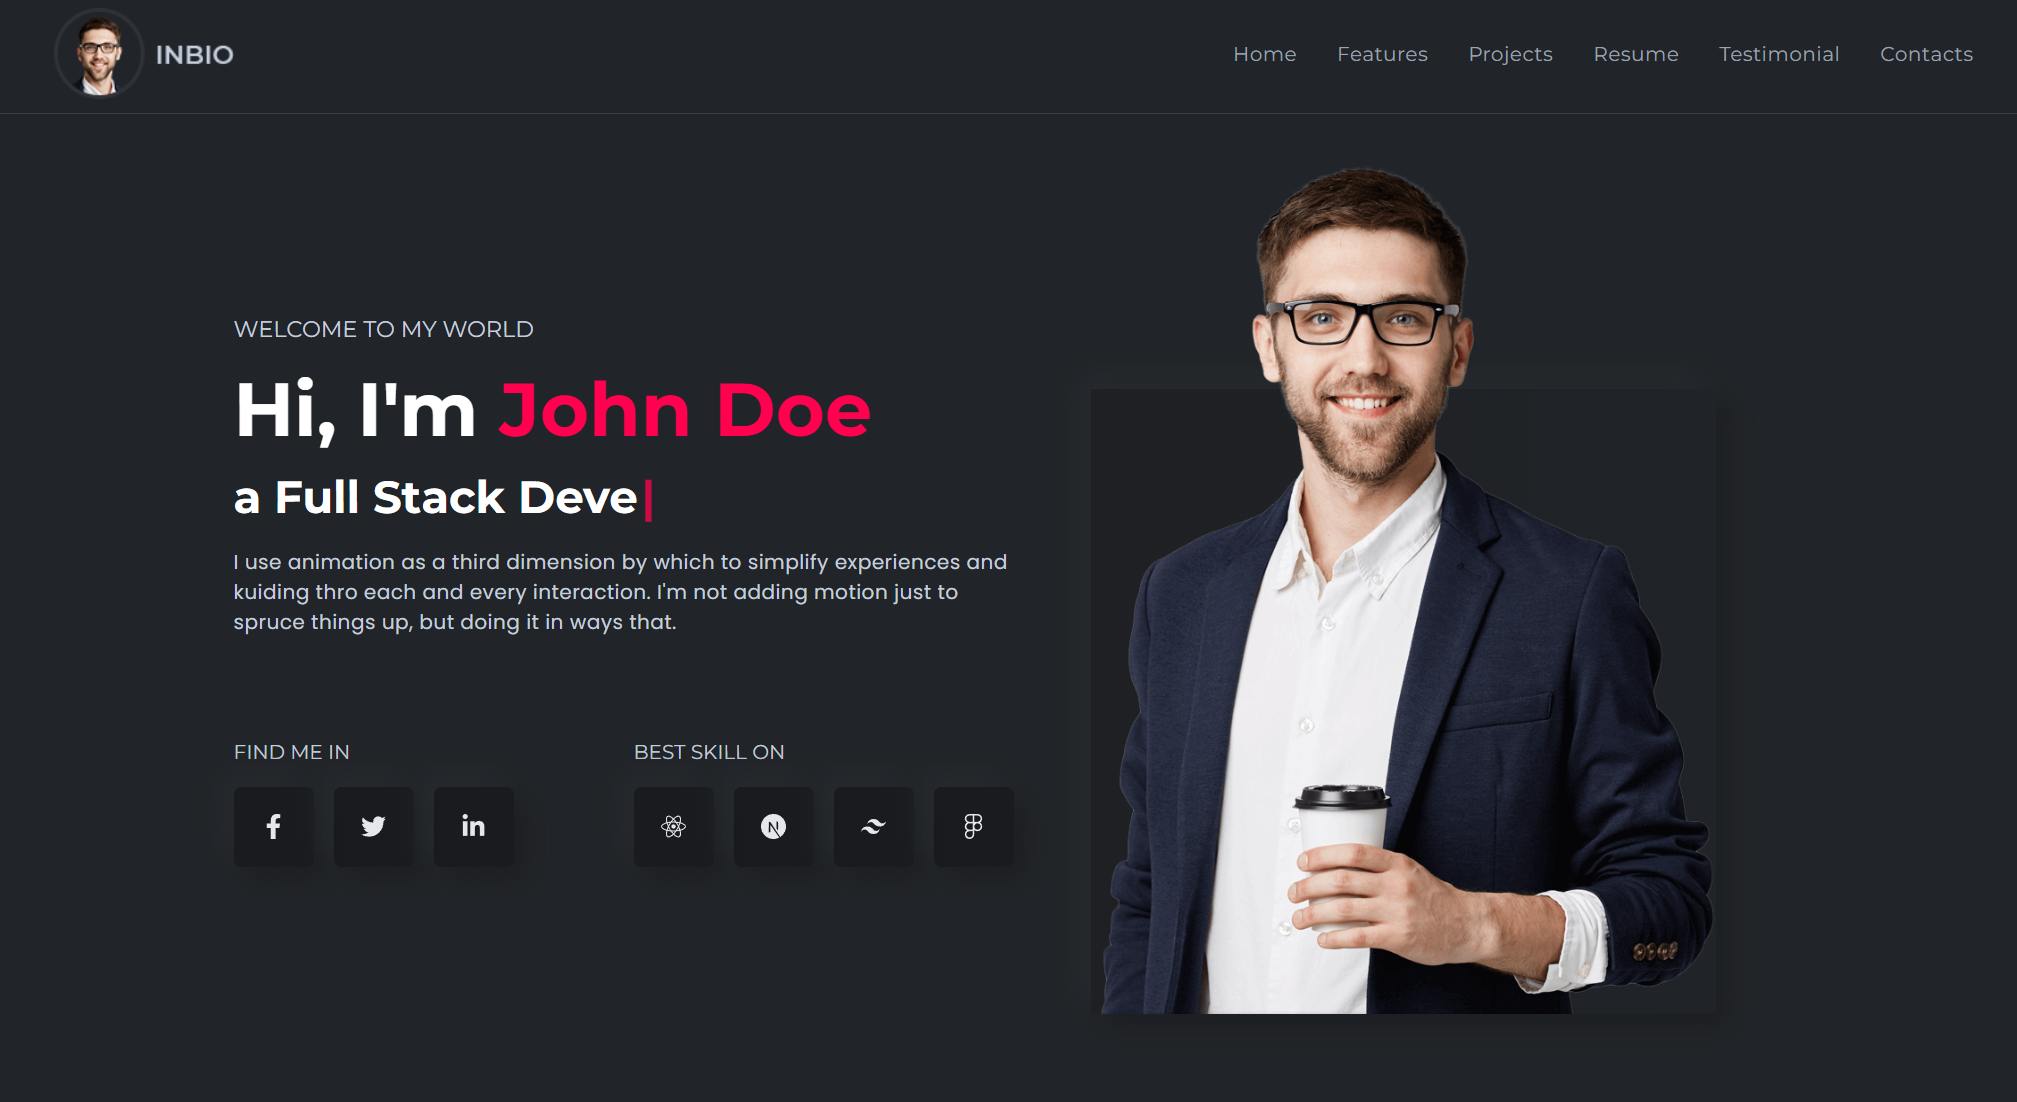 INBIO
Home Features Projects Resume Testimonial Contacts
WELCOME TO MY WORLD
Hi, I'm John Doe
a Full Stack Deve|
I use animation as a third dimension by which to simplify experiences and
kuiding thro each and every interaction. I'm not adding motion just to
spruce things up, but doing it in ways that.
FIND ME IN
BEST SKILL ON